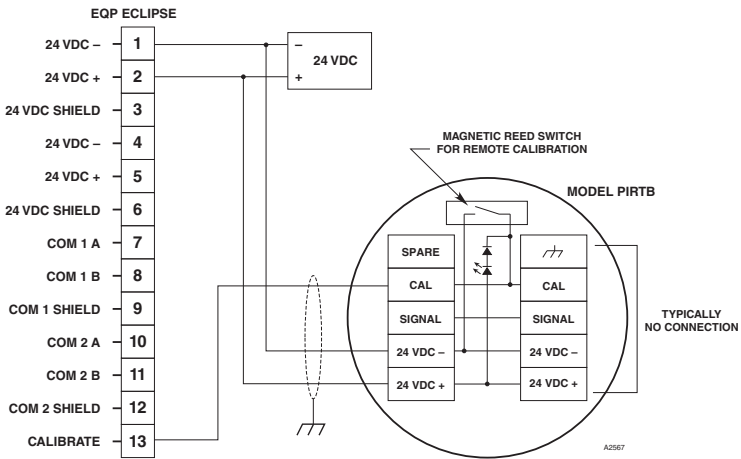 EQP ECLIPSE
24 VDC – 1
24 VDC + 2
24 VDC SHIELD 3
24 VDC – 4
24 VDC + 5
24 VDC SHIELD 6
COM 1 A 7
COM 1 B 8
COM 1 SHIELD 9
COM 2 A 10
COM 2 B 11
COM 2 SHIELD 12
CALIBRATE 13
–
24 VDC
+
MAGNETIC REED SWITCH
FOR REMOTE CALIBRATION
MODEL PIRTB
SPARE
CAL
SIGNAL
24 VDC –
24 VDC +
CAL
SIGNAL
24 VDC –
24 VDC +
TYPICALLY
NO CONNECTION
A2567